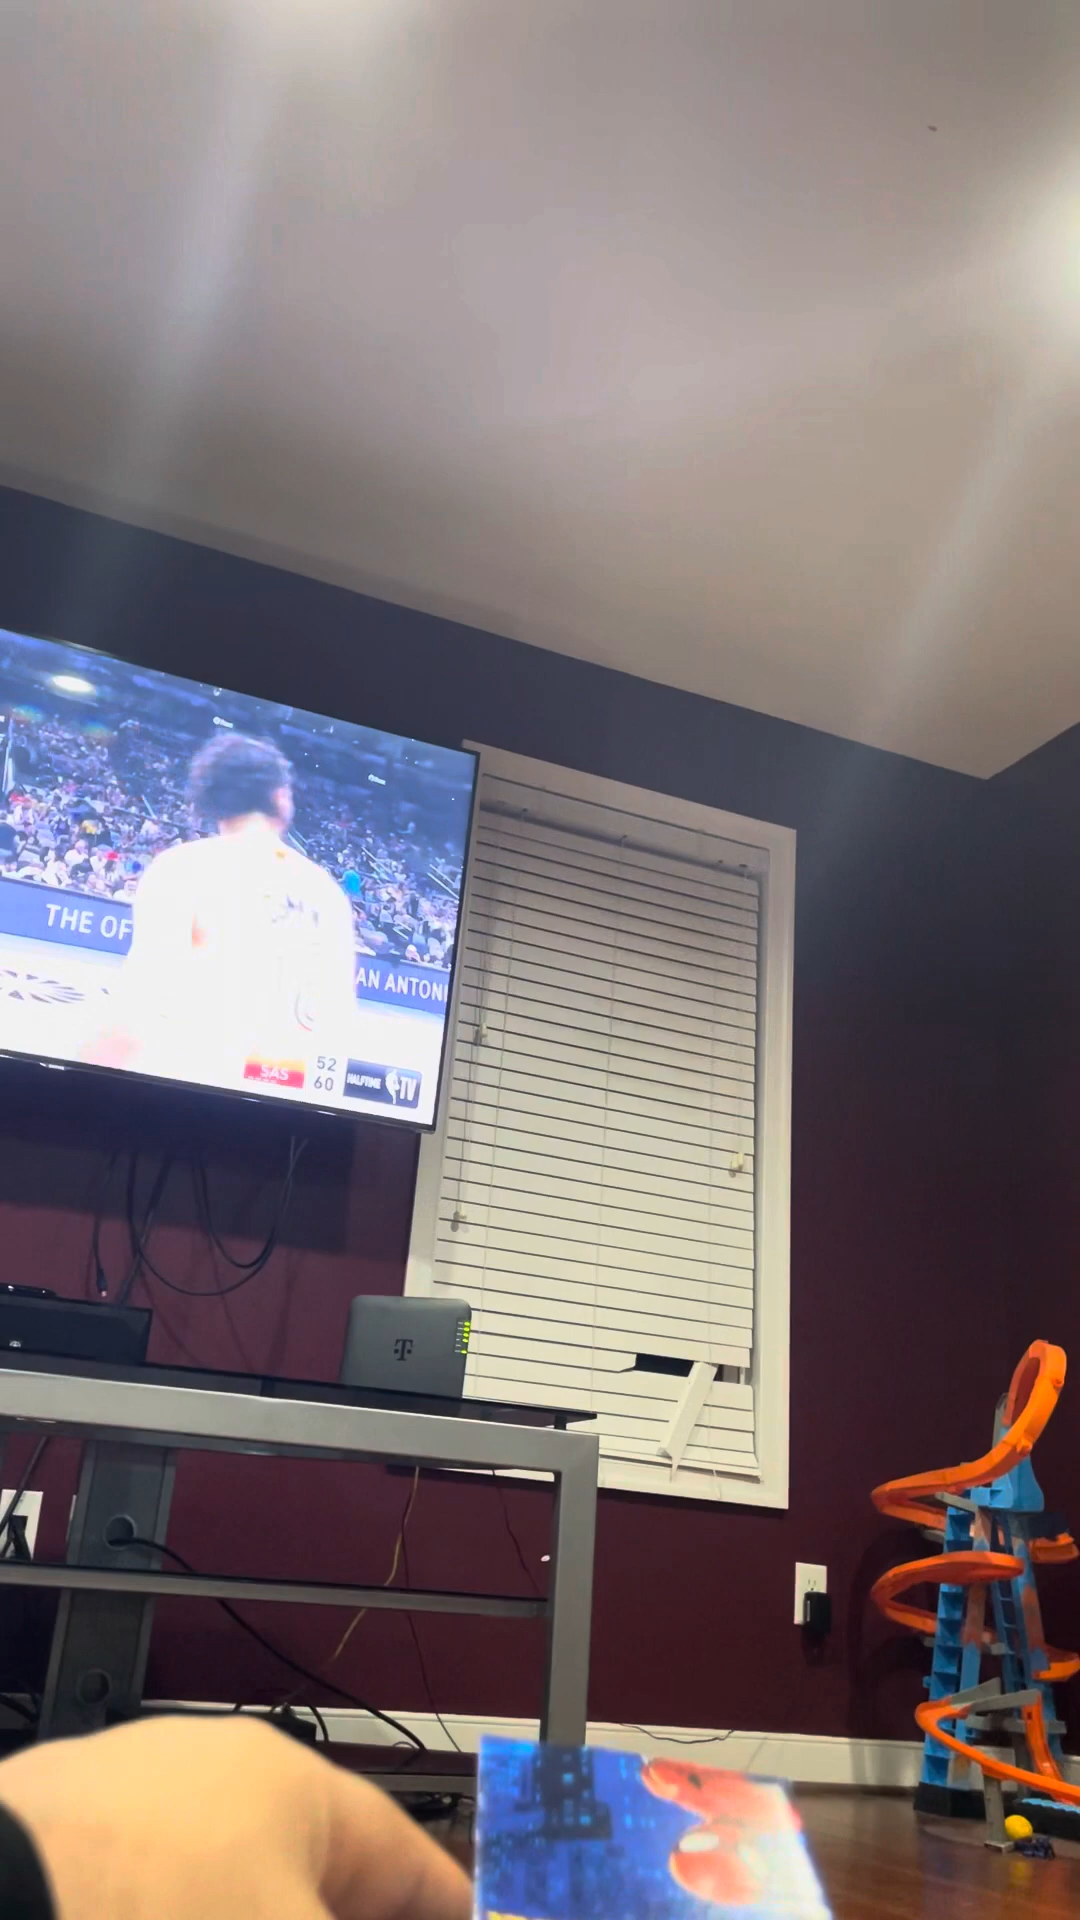 THE OF
AN ANTONI
SAS
52
60
HALFTIME
TV
T